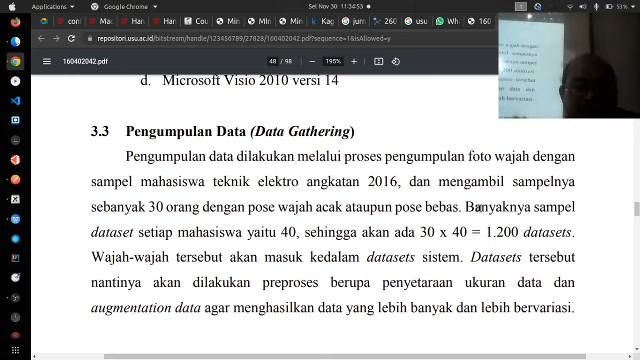 Activities
Google Chrome
Sel Nov 30 11:34:53
53 %
repositori.usu.ac.id/bitstream/handle/123456789/27828/160402042.pdf?sequence=1&isAllowed=y
160402042.pdf
48 / 98
195%
d. Microsoft Visio 2010 versi 14
3.3 Pengumpulan Data (Data Gathering)
Pengumpulan data dilakukan melalui proses pengumpulan foto wajah dengan
sampel mahasiswa teknik elektro angkatan 2016, dan mengambil sampelnya
sebanyak 30 orang dengan pose wajah acak ataupun pose bebas. Banyaknya sampel
dataset setiap mahasiswa yaitu 40, sehingga akan ada 30 x 40 = 1.200 datasets.
Wajah-wajah tersebut akan masuk kedalam datasets sistem. Datasets tersebut
nantinya akan dilakukan preproses berupa penyetaraan ukuran data dan
augmentation data agar menghasilkan data yang lebih banyak dan lebih bervariasi.